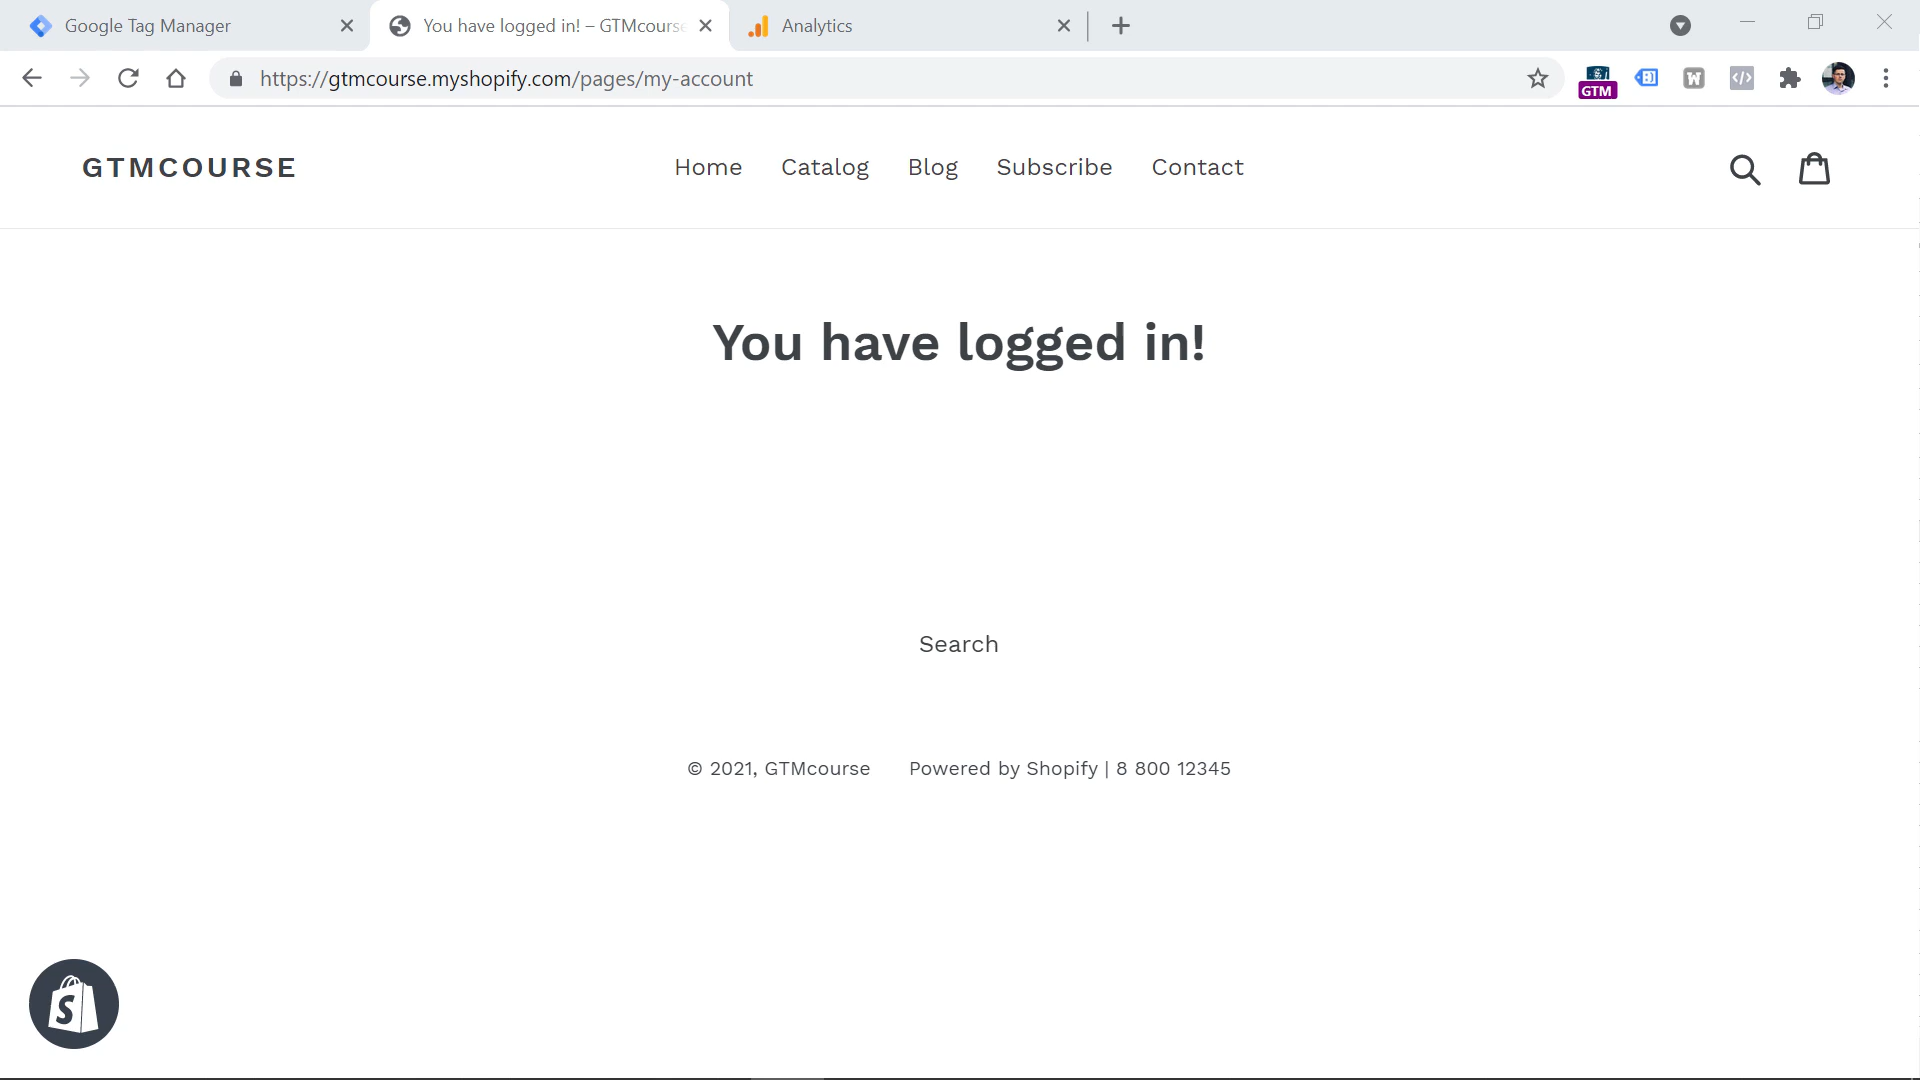 Google Tag Manager
You have logged in! – GTMcourse
Analytics
https://gtmcourse.myshopify.com/pages/my-account
GTM
W
</>
GTMCOURSE
Home Catalog Blog Subscribe Contact
You have logged in!
Search
© 2021, GTMcourse Powered by Shopify | 8 800 12345
S